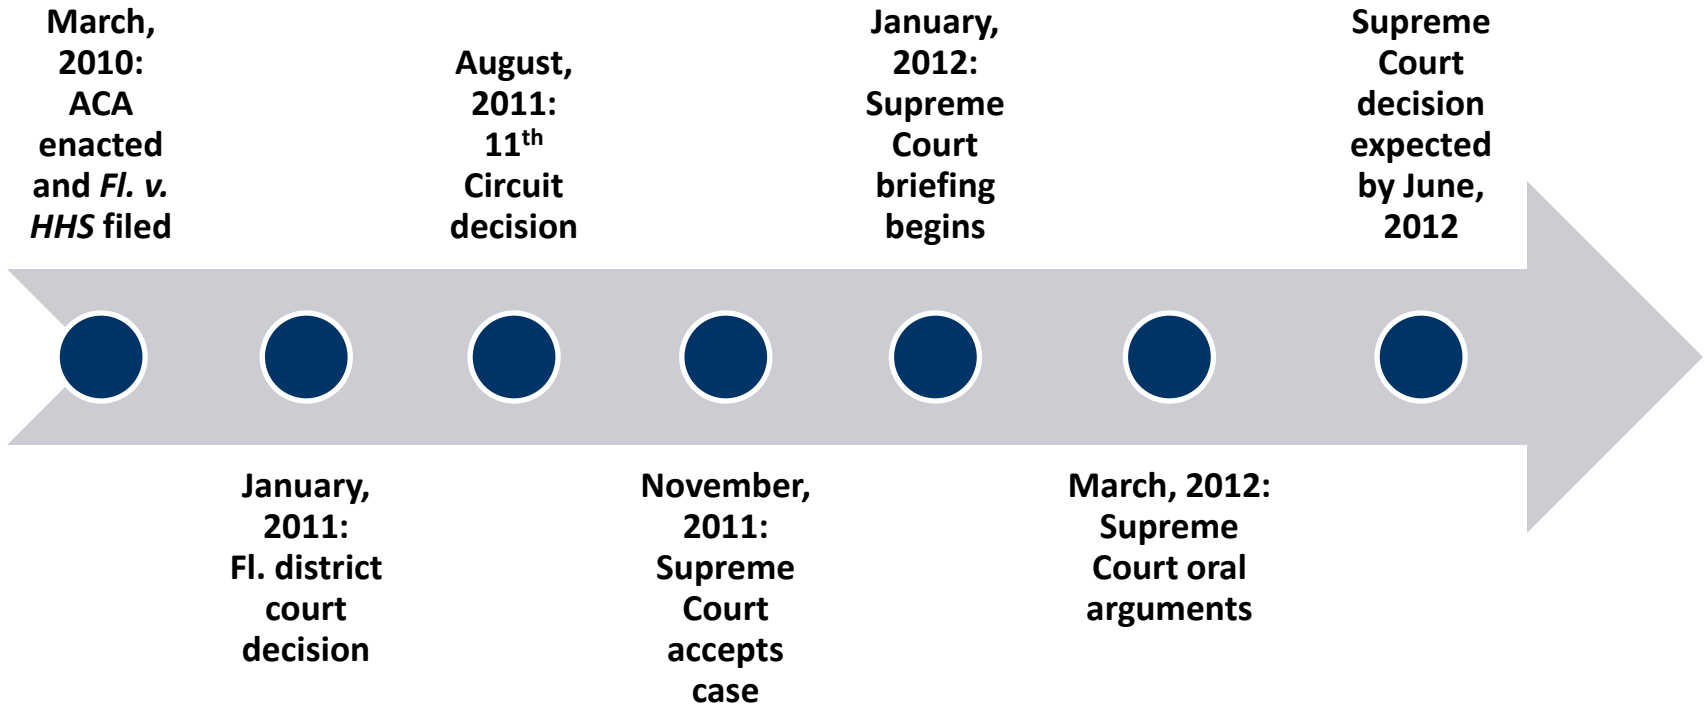 March,
2010:
ACA
enacted
and Fl. v.
HHS filed
January,
2011:
Fl. district
court
decision
August,
2011:
11th
Circuit
decision
November,
2011:
Supreme
Court
accepts
case
January,
2012:
Supreme
Court
briefing
begins
March, 2012:
Supreme
Court oral
arguments
Supreme
Court
decision
expected
by June,
2012